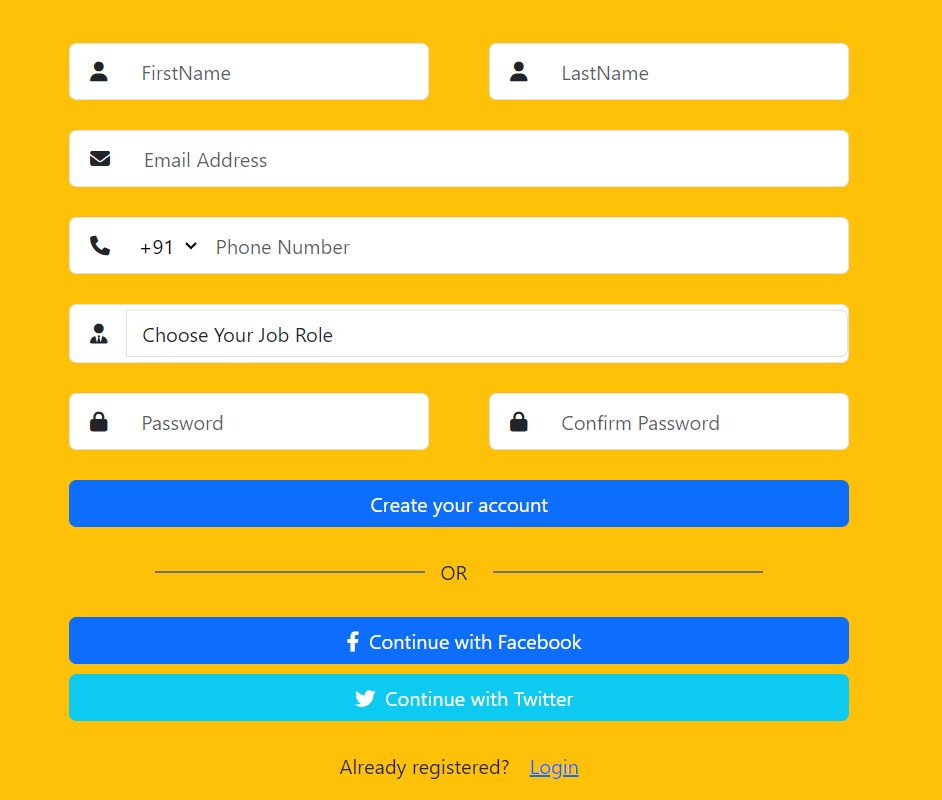 FirstName LastName
Email Address
+91 Phone Number
Choose Your Job Role
Password Confirm Password
Create your account
OR
Continue with Facebook
Continue with Twitter
Already registered? Login